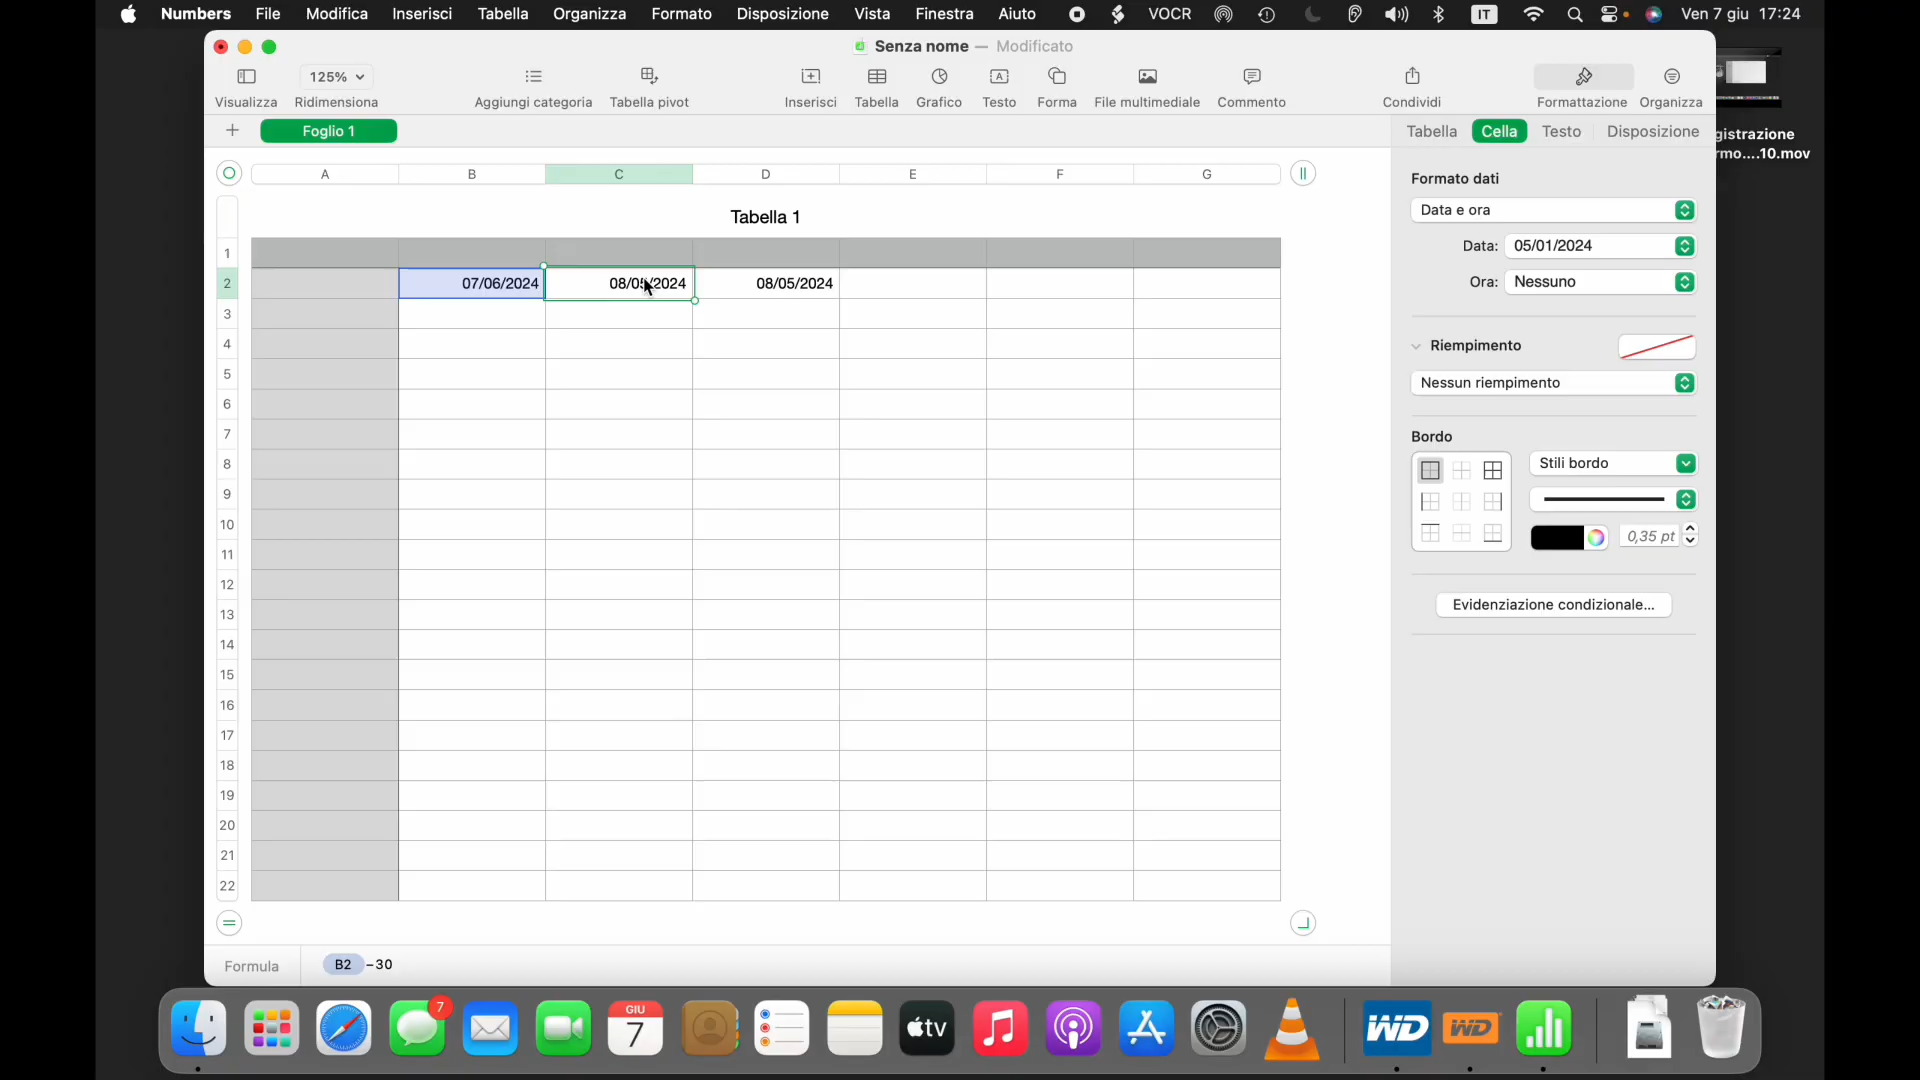 Numbers File Modifica Inserisci Tabella Organizza Formato Disposizione Vista Finestra Aiuto VOCR IT Ven 7 giu 17:24
Senza nome — Modificato
125%
Visualizza Ridimensiona Aggiungi categoria Tabella pivot Inserisci Tabella Grafico Testo Forma File multimediale Commento Condividi Formattazione Organizza
Foglio 1
Tabella Cella Testo Disposizione
gistrazione
rmo....10.mov
A B C D E F G
Tabella 1
1
2 07/06/2024 08/05/2024 08/05/2024
3
4
5
6
7
8
9
10
11
12
13
14
15
16
17
18
19
20
21
22
Formato dati
Data e ora
Data: 05/01/2024
Ora: Nessuno
Riempimento
Nessun riempimento
Bordo
Stili bordo
0,35 pt
Evidenziazione condizionale...
Formula B2 −30
7
GIU
7
tv
WD
WD